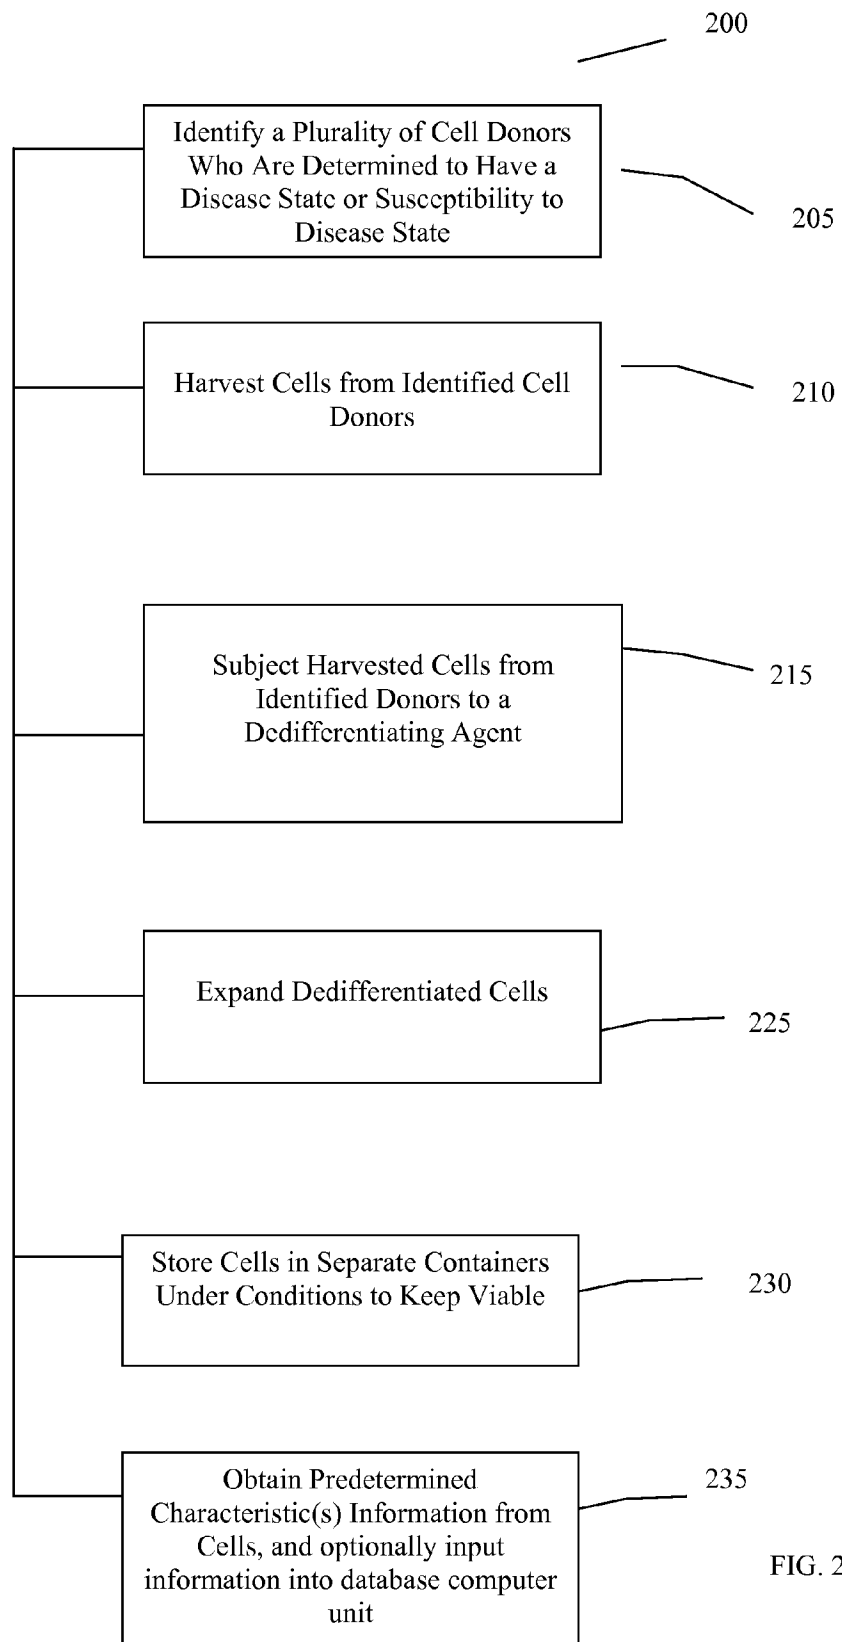 200
Identify a Plurality of Cell Donors
Who Are Determined to Have a
Disease State or Susceptibility to
Disease State
205
Harvest Cells from Identified Cell
Donors
210
Subject Harvested Cells from
Identified Donors to a
Dedifferentiating Agent
215
Expand Dedifferentiated Cells
225
Store Cells in Separate Containers
Under Conditions to Keep Viable
230
Obtain Predetermined
Characteristic(s) Information from
Cells, and optionally input
information into database computer
unit
235
FIG. 2